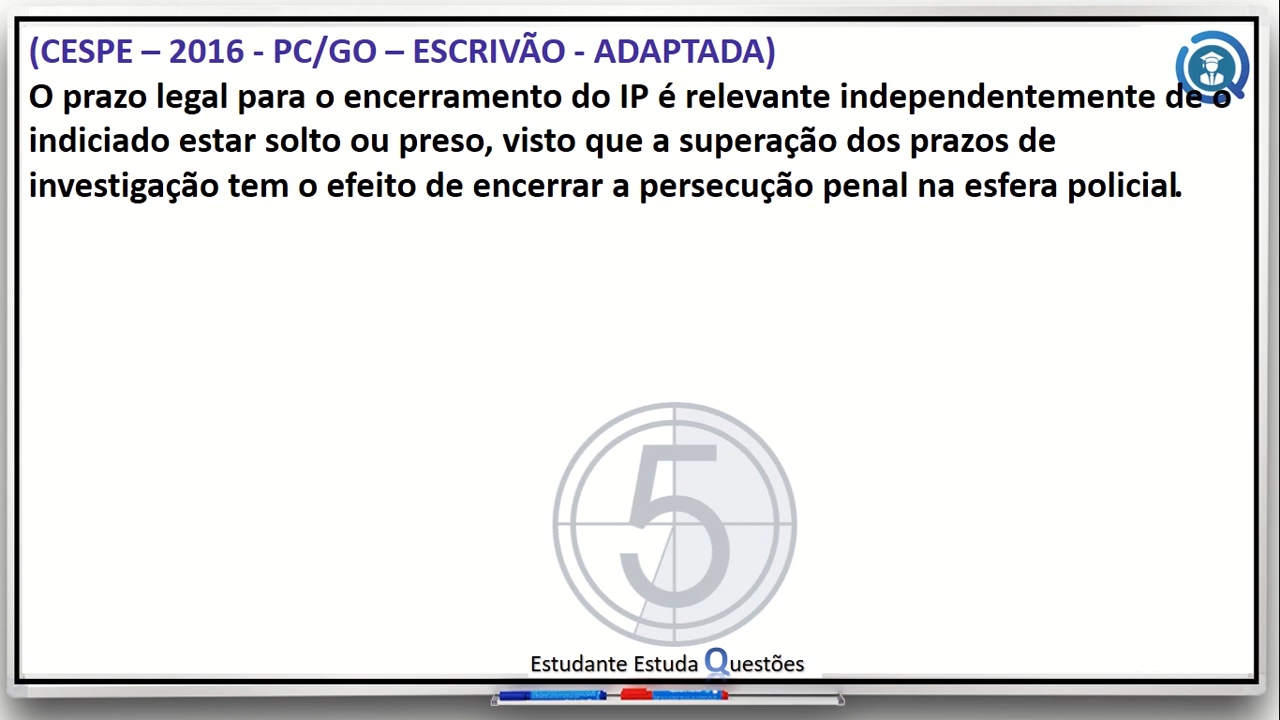 (CESPE – 2016 - PC/GO – ESCRIVÃO - ADAPTADA)
O prazo legal para o encerramento do IP é relevante independentemente de o
indiciado estar solto ou preso, visto que a superação dos prazos de
investigação tem o efeito de encerrar a persecução penal na esfera policial.
5
Estudante Estuda Questões